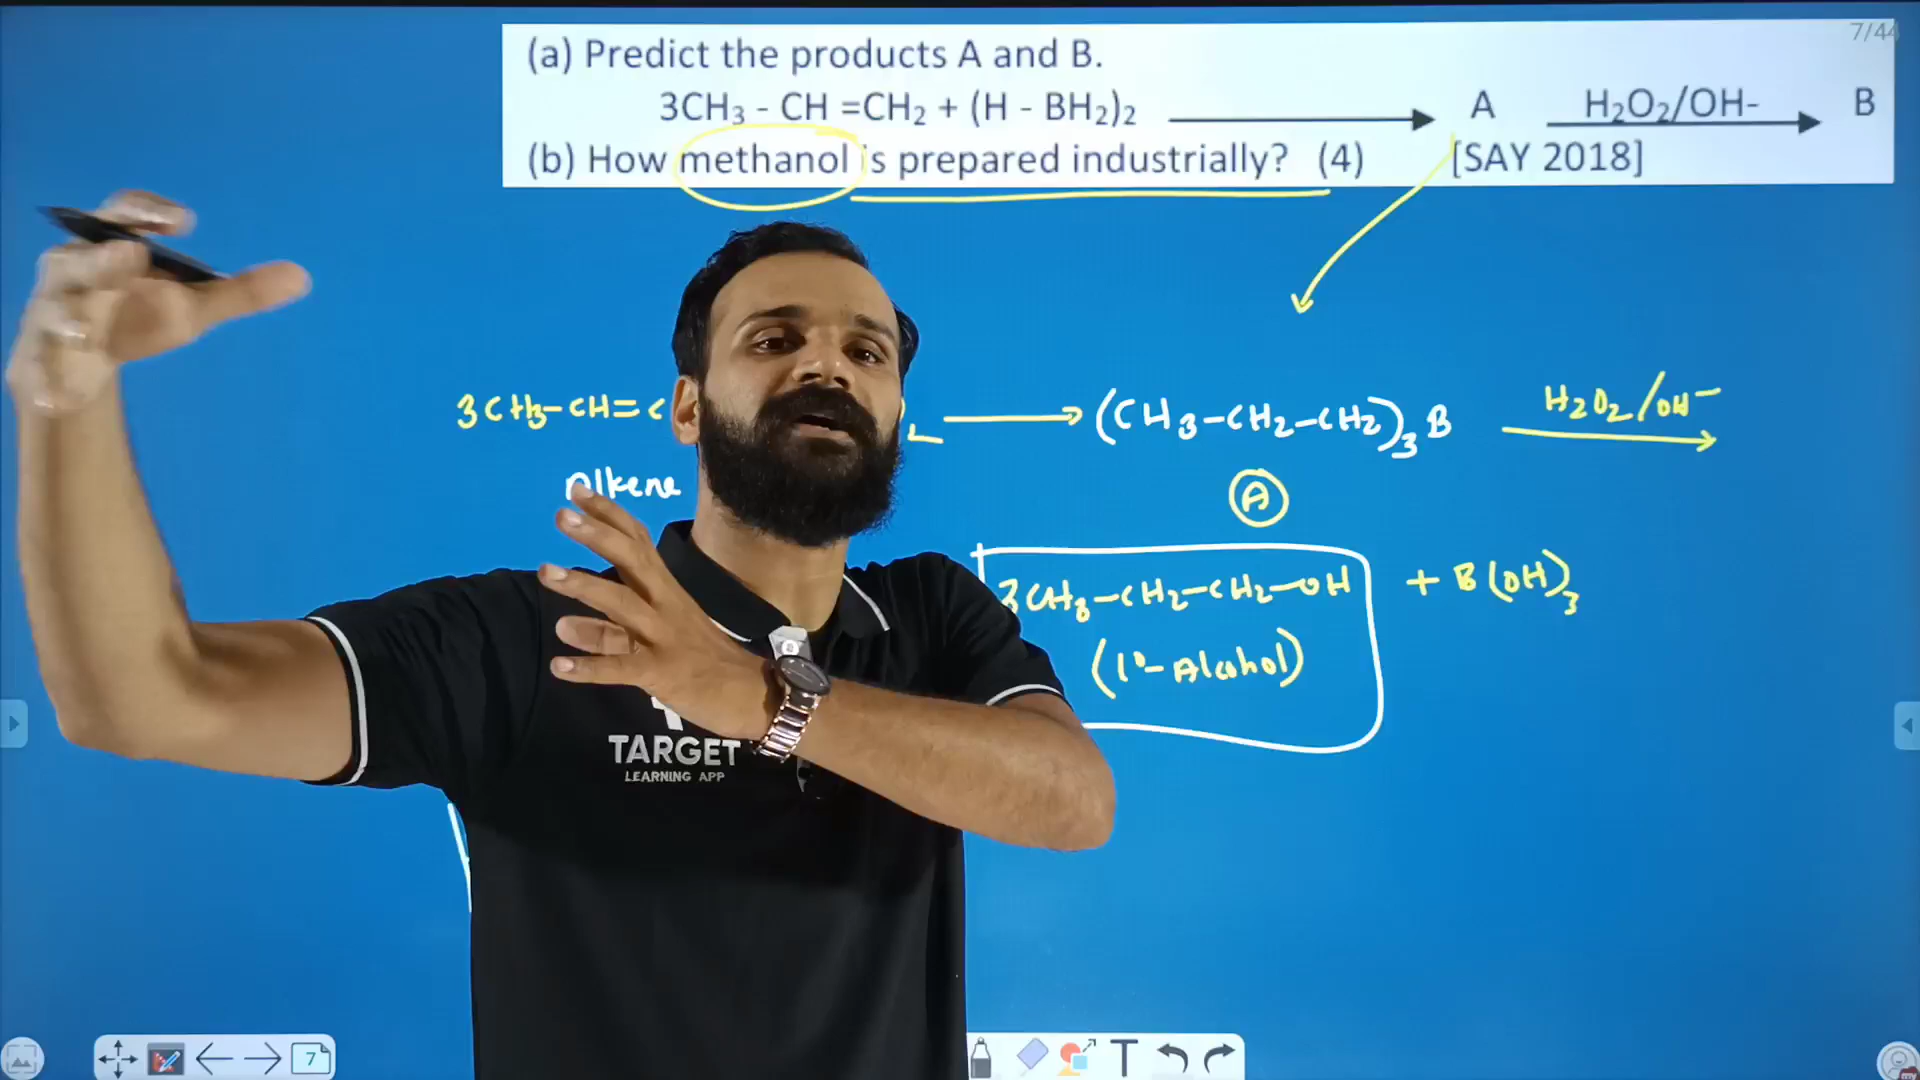 7/44
(a) Predict the products A and B.
3CH₃ - CH =CH₂ + (H - BH₂)₂ A H₂O₂/OH- B
(b) How methanol is prepared industrially? (4) [SAY 2018]
3CH₃-CH=C (CH₃-CH₂-CH₂)₃B H₂O₂/OH⁻
alkene
A
3CH₃-CH₂-CH₂-OH + B(OH)₃
(1°-Alcohol)
TARGET
LEARNING APP
7
T